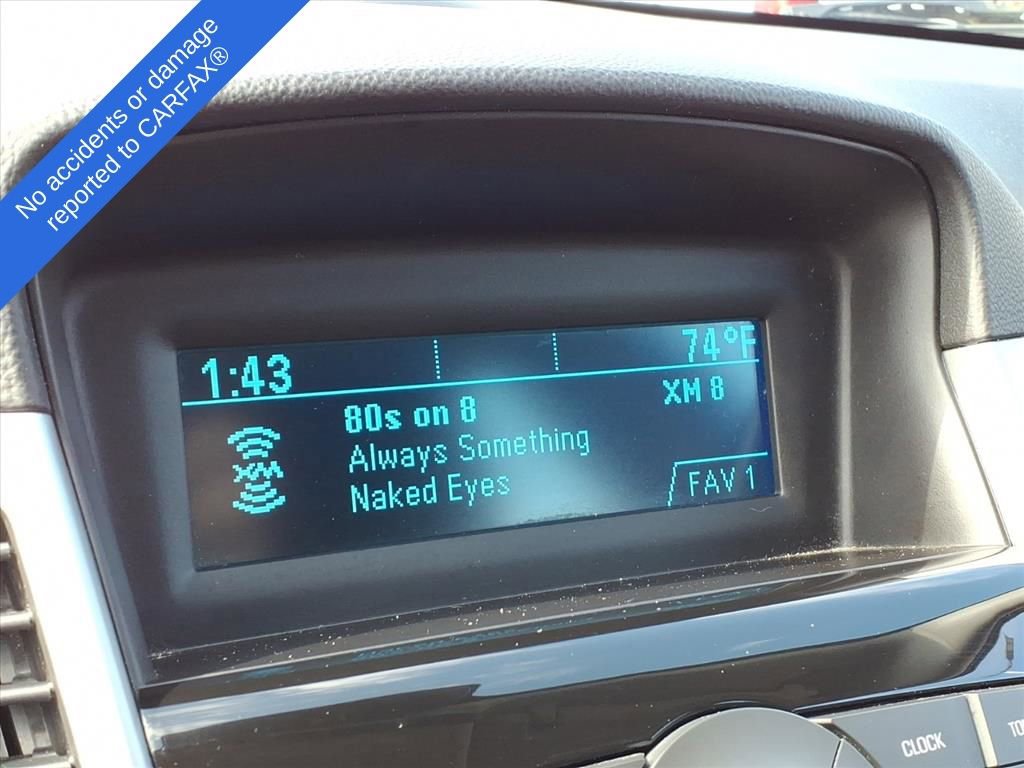 No accidents or damage
reported to CARFAX®
1:43
74°F
80s on 8
XM 8
Always Something
XM
Naked Eyes
FAV 1
CLOCK